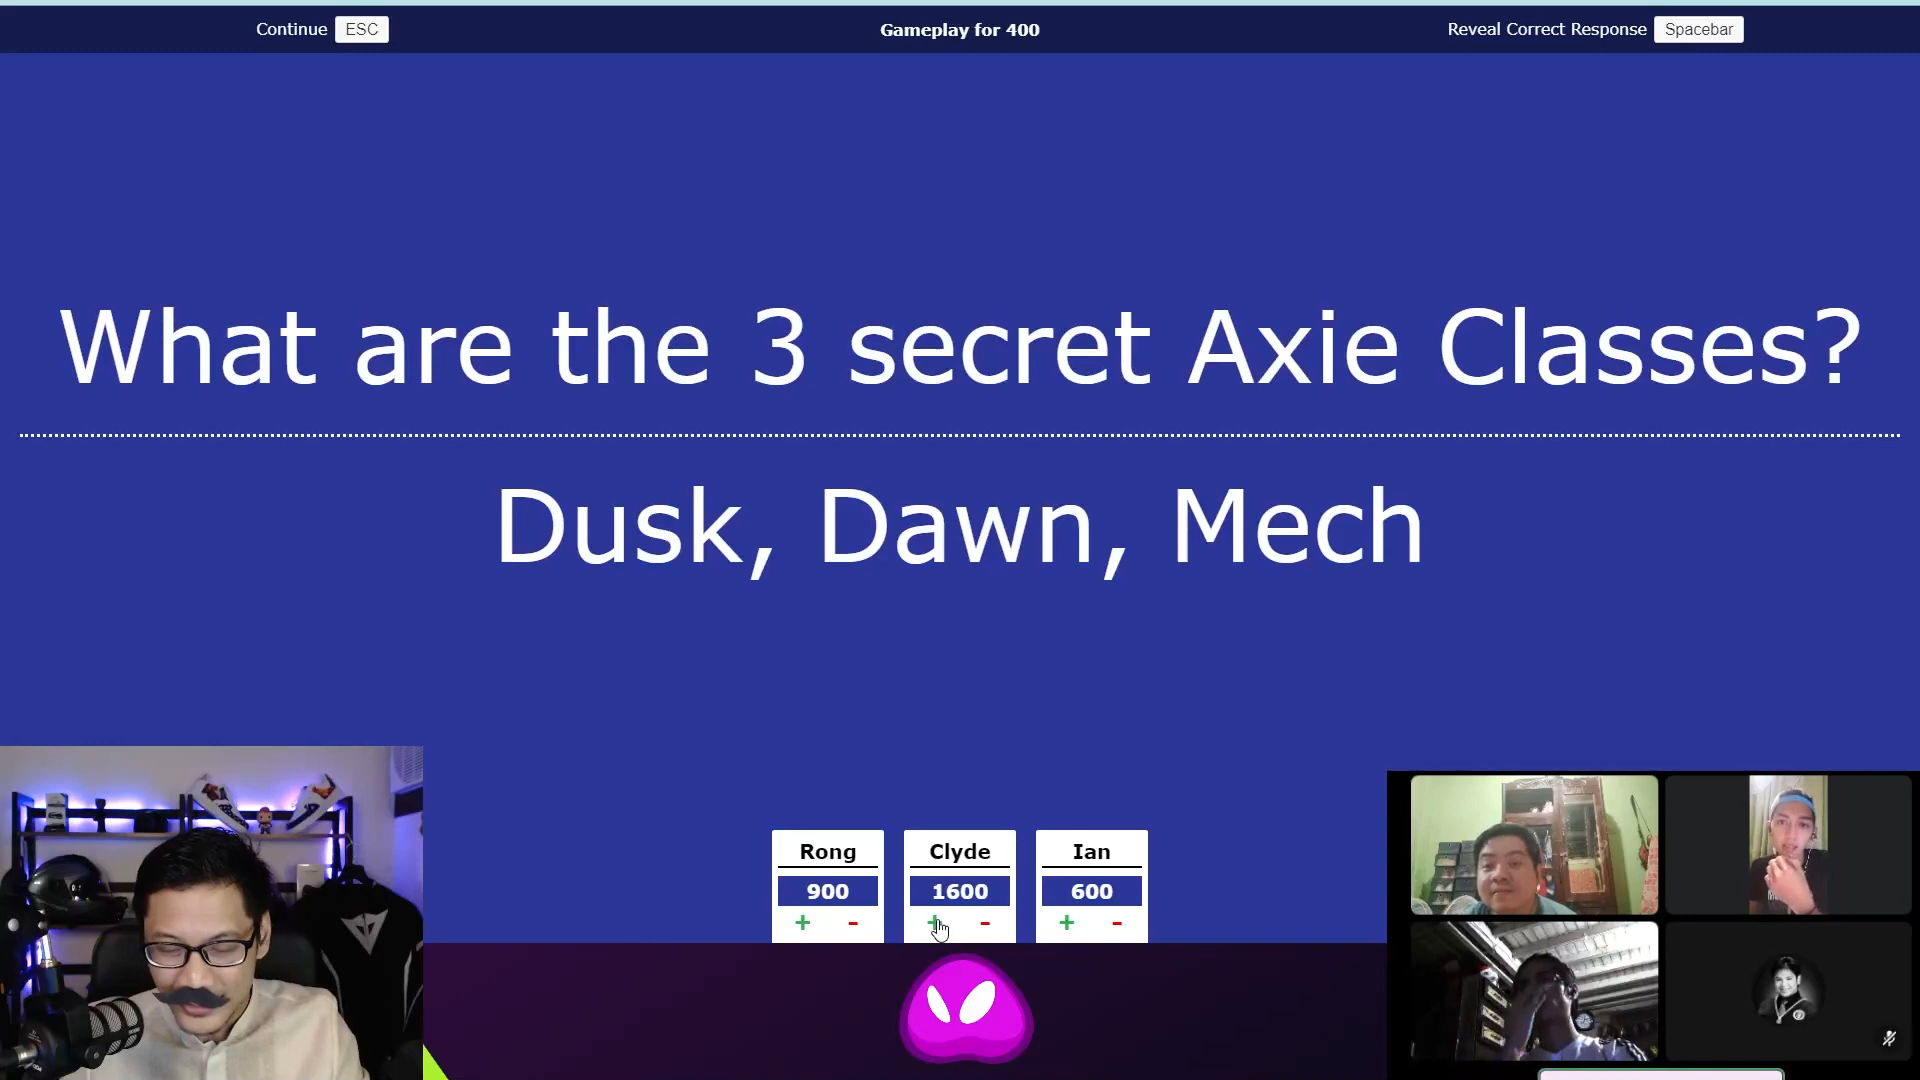 Continue ESC
Gameplay for 400
Reveal Correct Response Spacebar
What are the 3 secret Axie Classes?
Dusk, Dawn, Mech
Rong
900
+ -
Clyde
1600
+ -
Ian
600
+ -